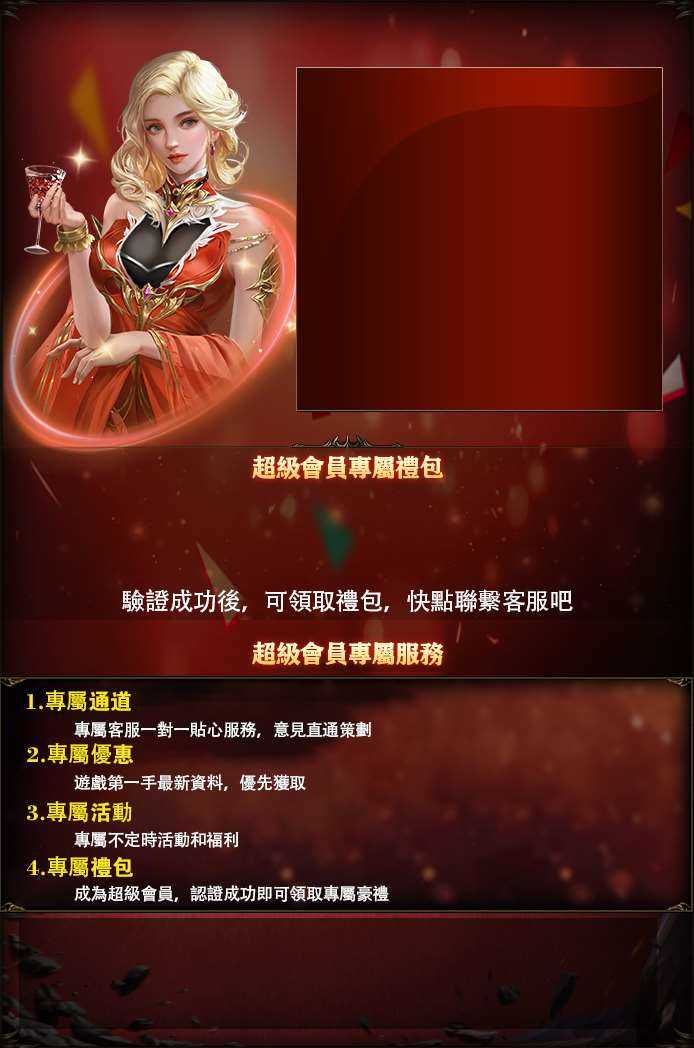 超級會員專屬禮包
驗證成功後，可領取禮包，快點聯繫客服吧
超級會員專屬服務
1.專屬通道
專屬客服一對一貼心服務，意見直通策劃
2.專屬優惠
遊戲第一手最新資料，優先獲取
3.專屬活動
專屬不定時活動和福利
4.專屬禮包
成為超級會員，認證成功即可領取專屬豪禮